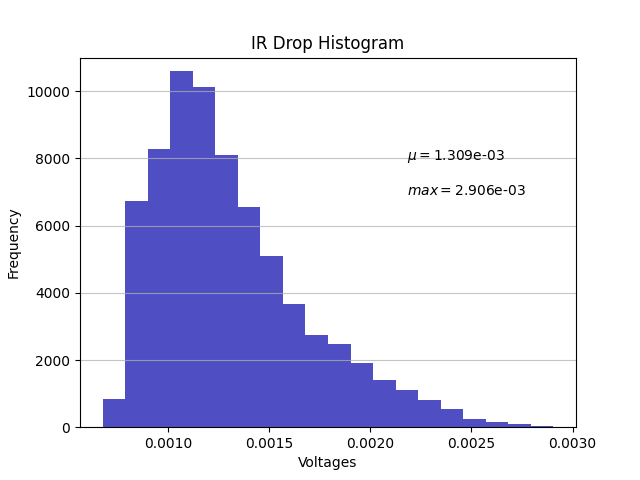 IR Drop Histogram
10000
8000
6000
4000
2000
0
Frequency
μ = 1.309e-03
max = 2.906e-03
0.0010 0.0015 0.0020 0.0025 0.0030
Voltages